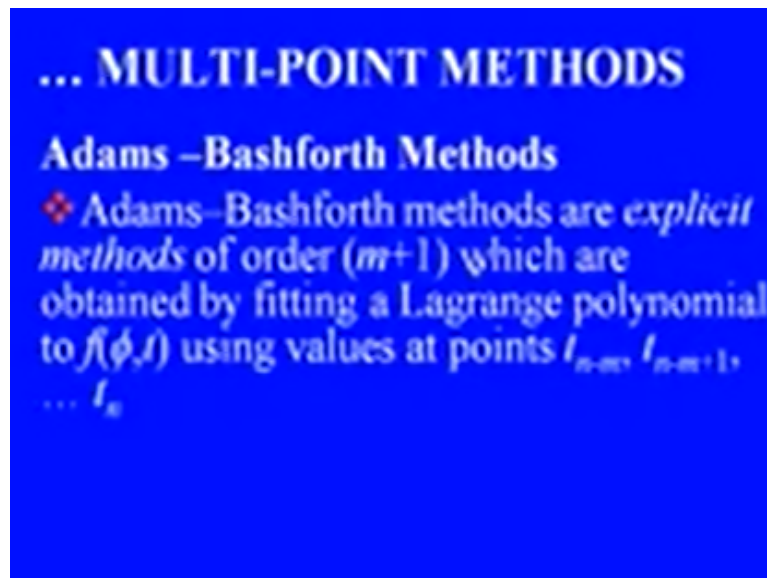 ... MULTI-POINT METHODS
Adams –Bashforth Methods
❖ Adams–Bashforth methods are explicit
methods of order (m+1) which are
obtained by fitting a Lagrange polynomial
to f(ϕ,t) using values at points tₙ₋ₘ, tₙ₋ₘ₊₁,
... tₙ